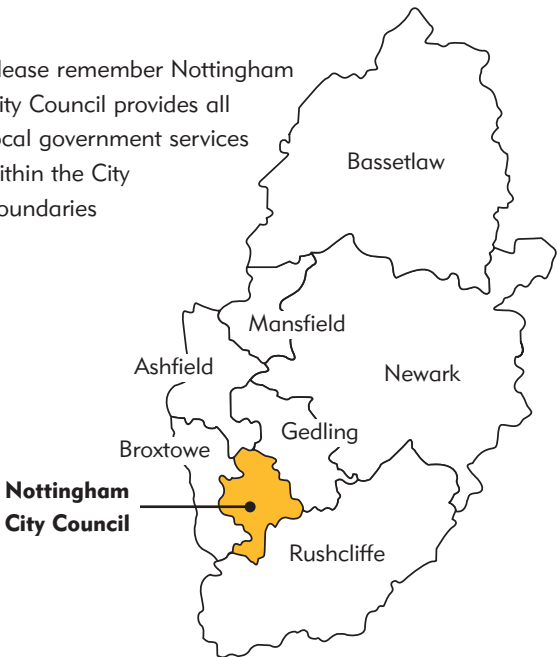 lease remember Nottingham
ity Council provides all
ocal government services
ithin the City
oundaries
Bassetlaw
Mansfield
Ashfield
Newark
Gedling
Broxtowe
Nottingham
City Council
Rushcliffe